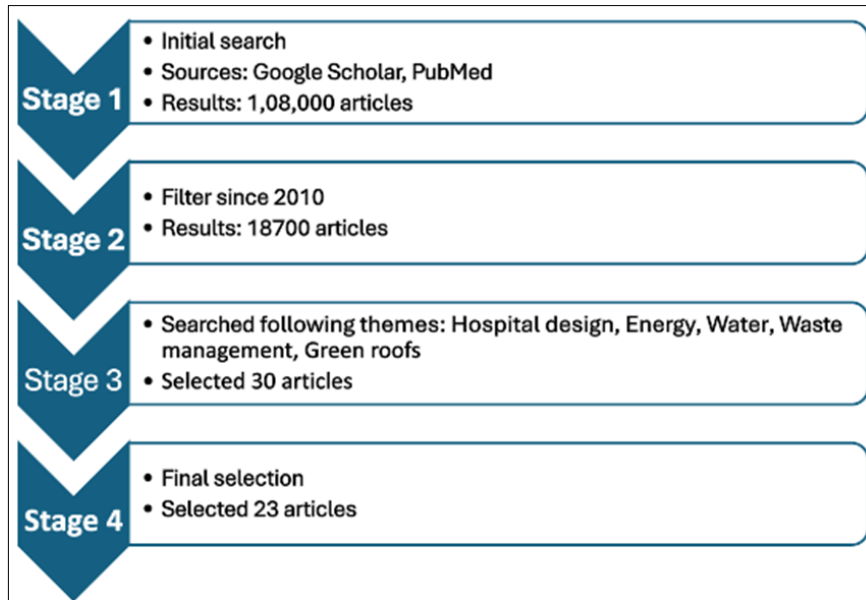 Stage 1
• Initial search
• Sources: Google Scholar, PubMed
• Results: 1,08,000 articles
Stage 2
• Filter since 2010
• Results: 18700 articles
Stage 3
• Searched following themes: Hospital design, Energy, Water, Waste
management, Green roofs
• Selected 30 articles
Stage 4
• Final selection
• Selected 23 articles